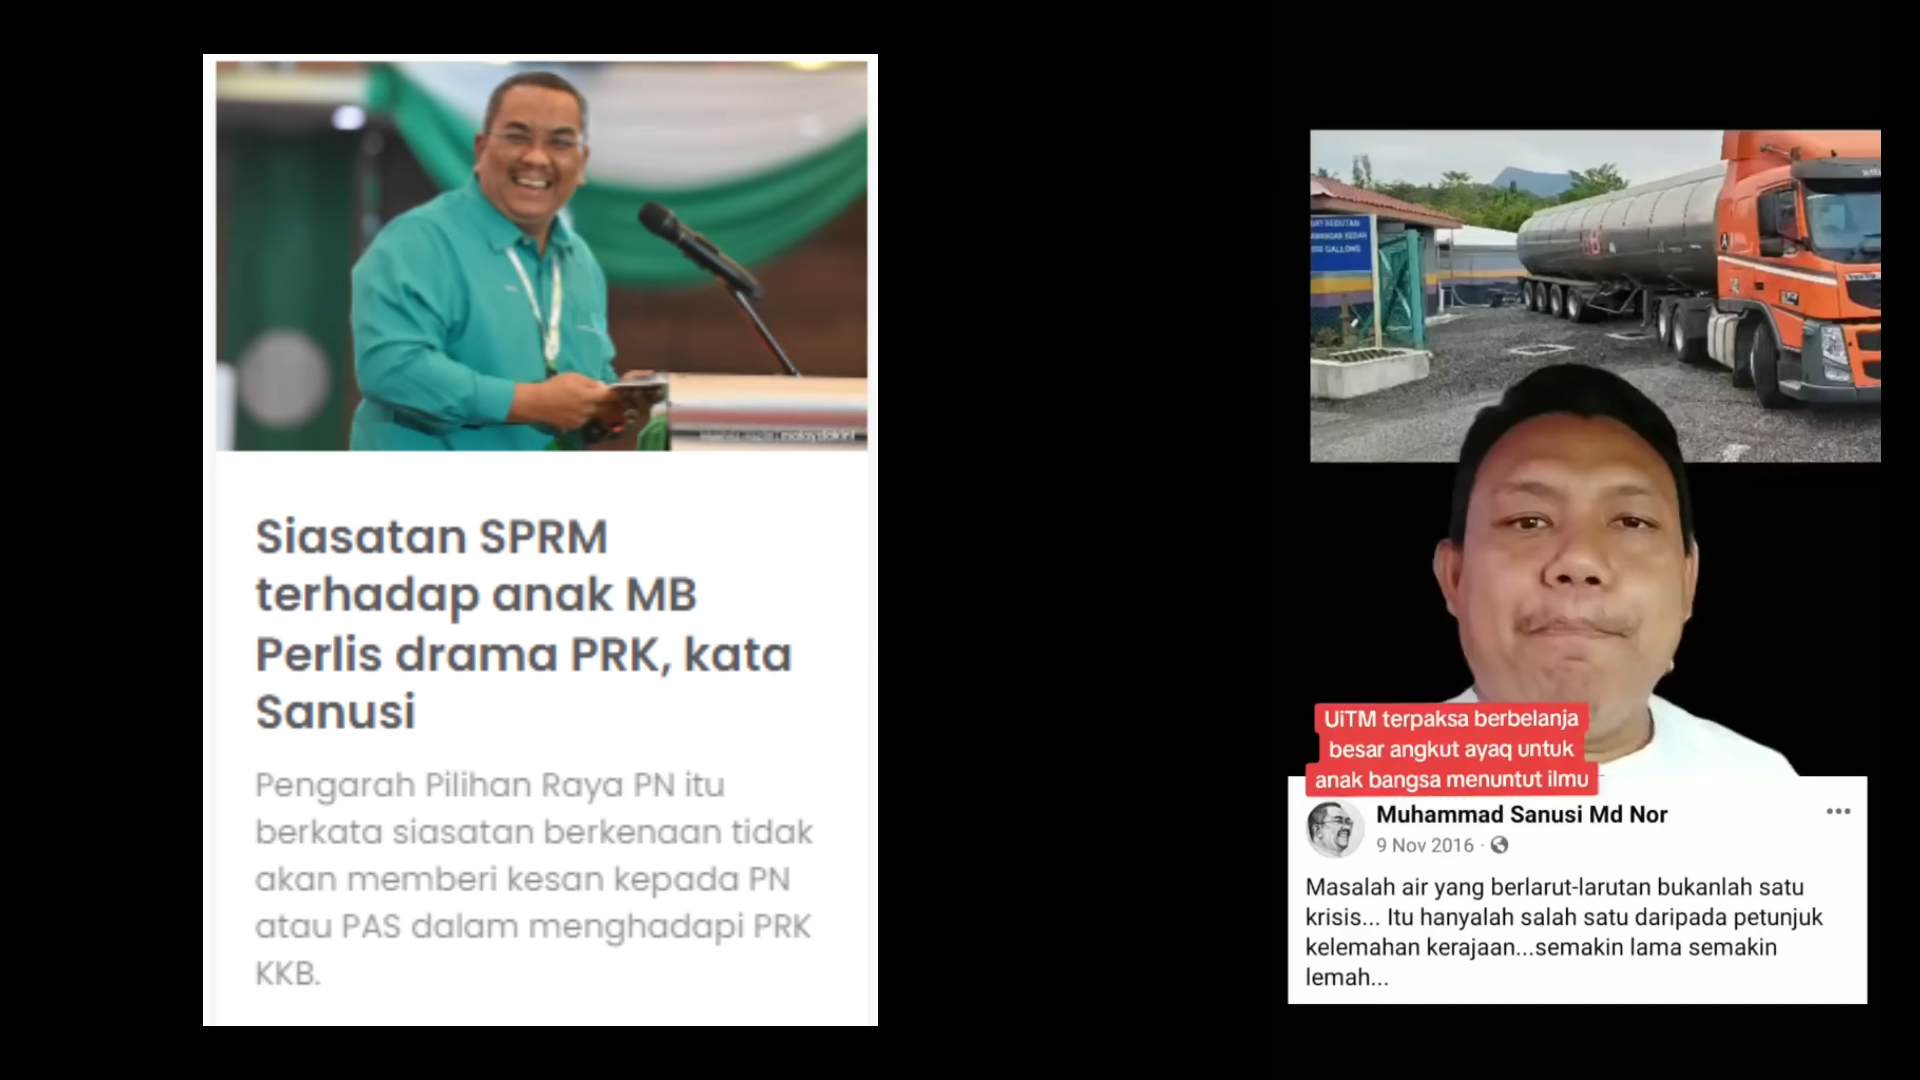 malaysiakini
Siasatan SPRM
terhadap anak MB
Perlis drama PRK, kata
Sanusi
Pengarah Pilihan Raya PN itu
berkata siasatan berkenaan tidak
akan memberi kesan kepada PN
atau PAS dalam menghadapi PRK
KKB.
GALLONG
UiTM terpaksa berbelanja
besar angkut ayaq untuk
anak bangsa menuntut ilmu
Muhammad Sanusi Md Nor
9 Nov 2016
Masalah air yang berlarut-larutan bukanlah satu
krisis... Itu hanyalah salah satu daripada petunjuk
kelemahan kerajaan...semakin lama semakin
lemah...